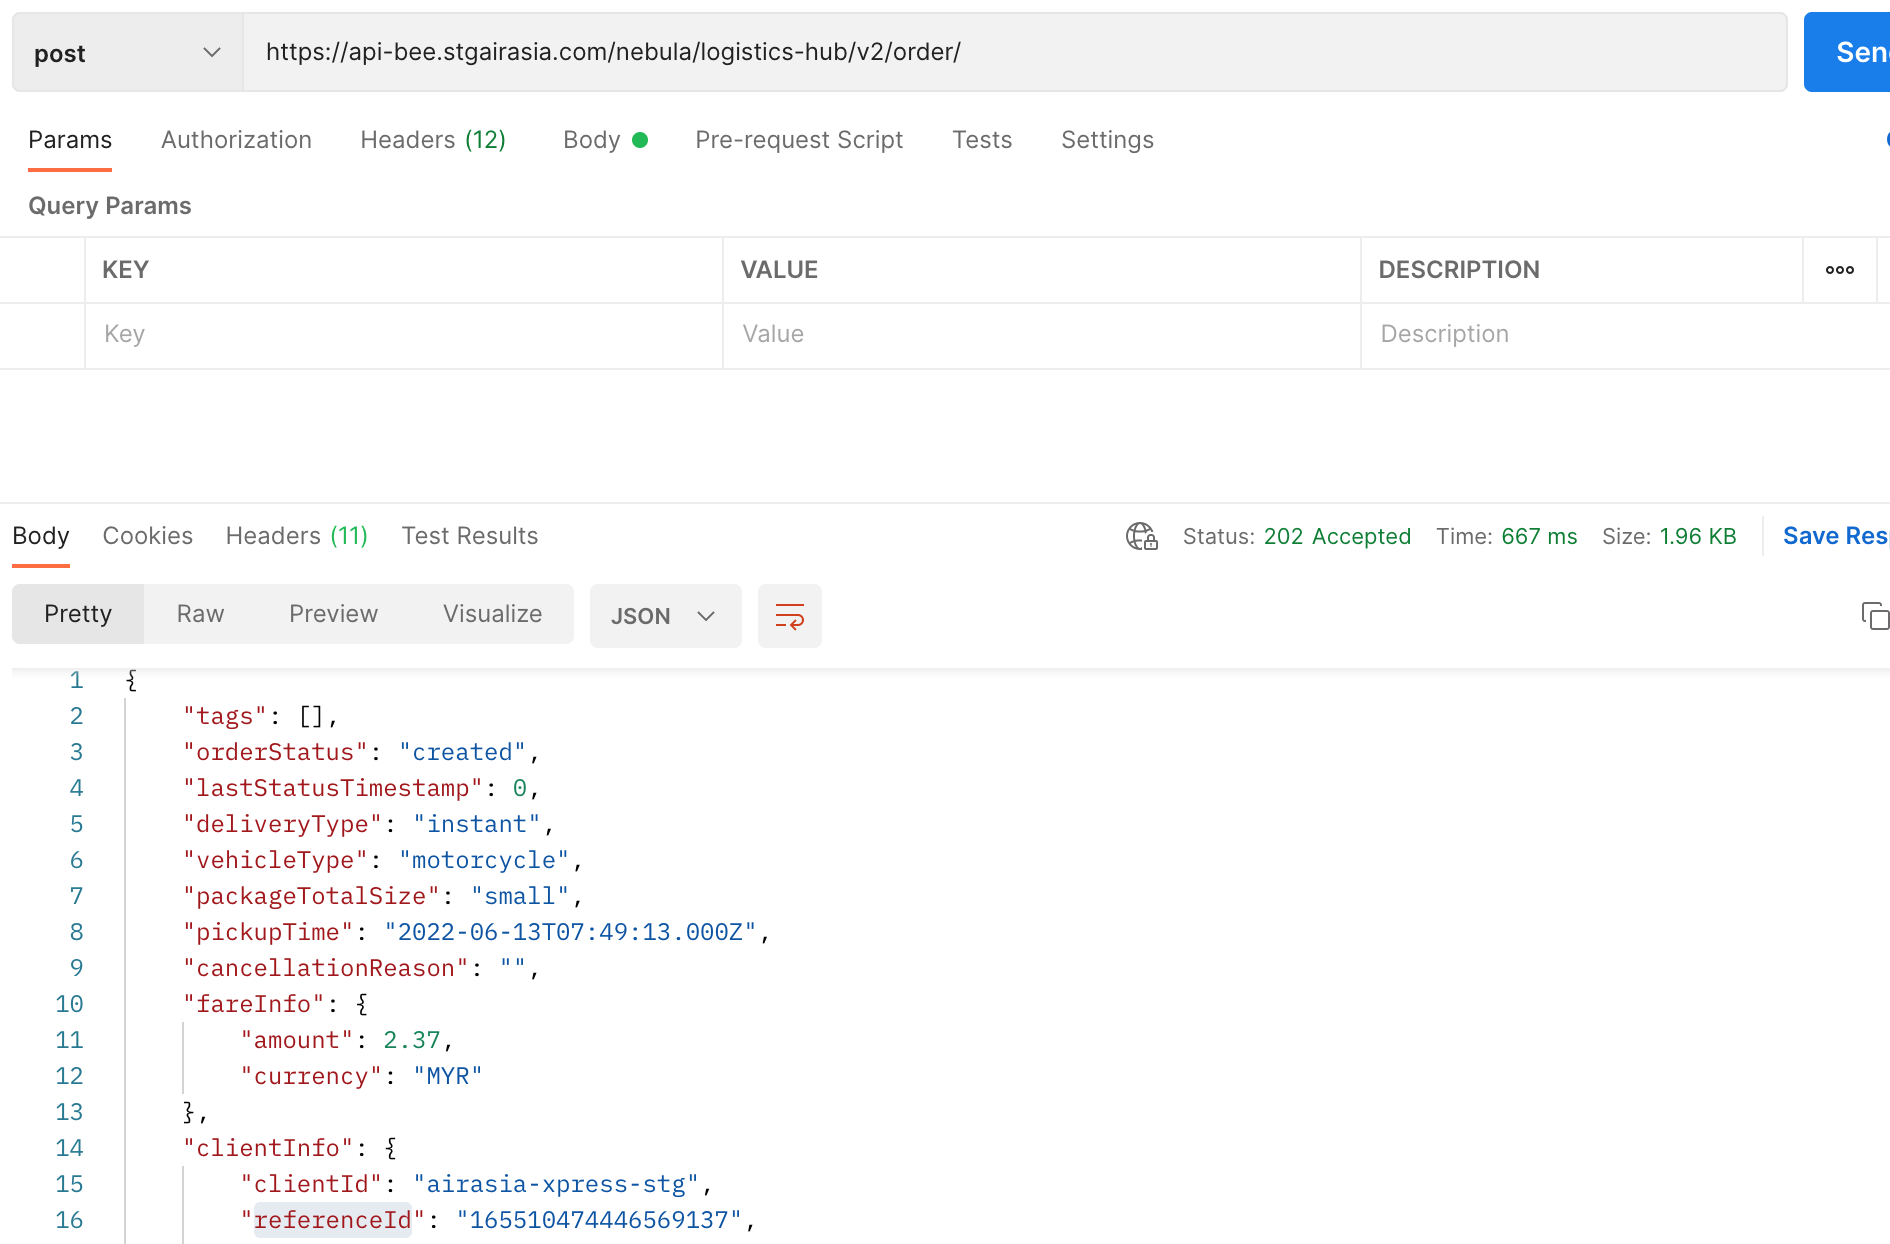 post https://api-bee.stgairasia.com/nebula/logistics-hub/v2/order/ Sen
Params Authorization Headers (12) Body Pre-request Script Tests Settings
Query Params
KEY VALUE DESCRIPTION ooo
Key Value Description
Body Cookies Headers (11) Test Results Status: 202 Accepted Time: 667 ms Size: 1.96 KB Save Res
Pretty Raw Preview Visualize JSON
1 {
2 "tags": [],
3 "orderStatus": "created",
4 "lastStatusTimestamp": 0,
5 "deliveryType": "instant",
6 "vehicleType": "motorcycle",
7 "packageTotalSize": "small",
8 "pickupTime": "2022-06-13T07:49:13.000Z",
9 "cancellationReason": "",
10 "fareInfo": {
11 "amount": 2.37,
12 "currency": "MYR"
13 },
14 "clientInfo": {
15 "clientId": "airasia-xpress-stg",
16 "referenceId": "165510474446569137",